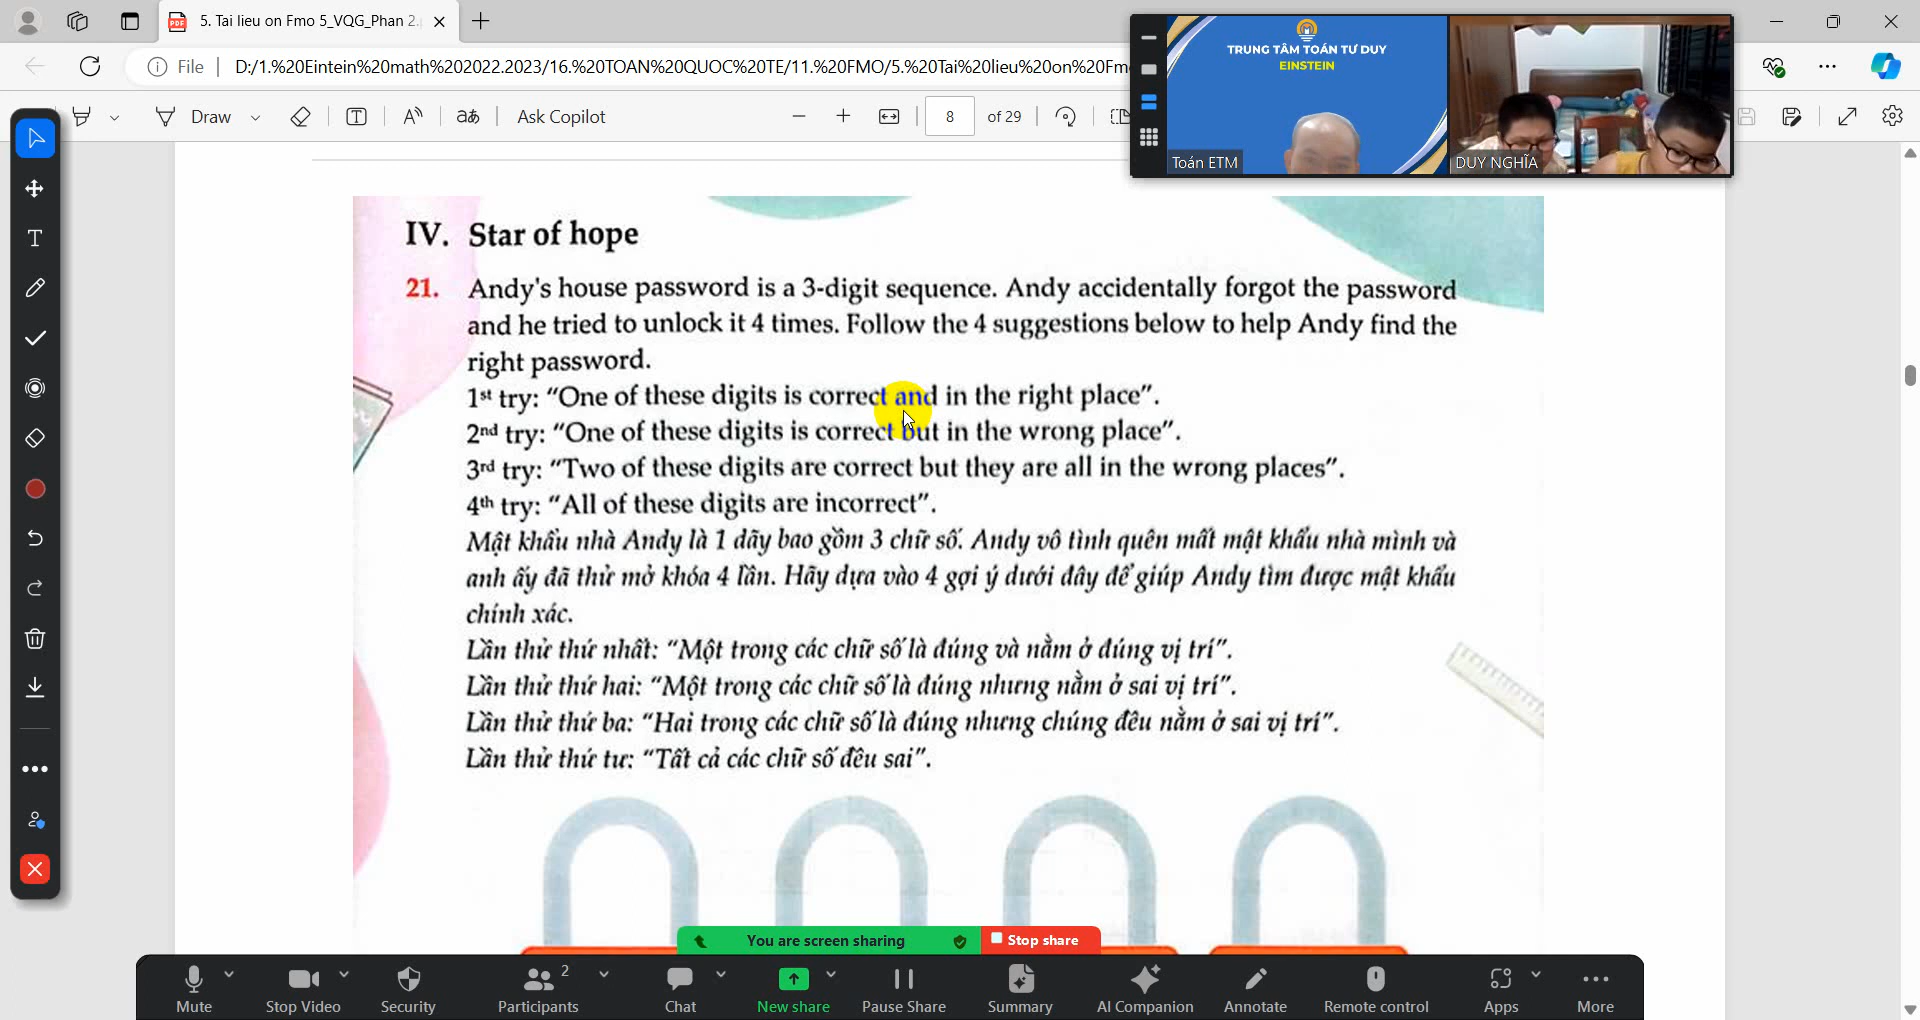 5. Tai lieu on Fmo 5_VQG_Phan 2.
File
D:/1.%20Eintein%20math%202022.2023/16.%20TOAN%20QUOC%20TE/11.%20FMO/5.%20Tai%20lieu%20on%20Fm
Draw
Ask Copilot
8 of 29
TRUNG TÂM TOÁN TƯ DUY
EINSTEIN
Toán ETM
DUY NGHĨA
IV. Star of hope
21. Andy's house password is a 3-digit sequence. Andy accidentally forgot the password
and he tried to unlock it 4 times. Follow the 4 suggestions below to help Andy find the
right password.
1st try: “One of these digits is correct and in the right place”.
2nd try: “One of these digits is correct but in the wrong place”.
3rd try: “Two of these digits are correct but they are all in the wrong places”.
4th try: “All of these digits are incorrect”.
Mật khẩu nhà Andy là 1 dãy bao gồm 3 chữ số. Andy vô tình quên mất mật khẩu nhà mình và
anh ấy đã thử mở khóa 4 lần. Hãy dựa vào 4 gợi ý dưới đây để giúp Andy tìm được mật khẩu
chính xác.
Lần thử thứ nhất: “Một trong các chữ số là đúng và nằm ở đúng vị trí”.
Lần thử thứ hai: “Một trong các chữ số là đúng nhưng nằm ở sai vị trí”.
Lần thử thứ ba: “Hai trong các chữ số là đúng nhưng chúng đều nằm ở sai vị trí”.
Lần thử thứ tư: “Tất cả các chữ số đều sai”.
You are screen sharing
Stop share
Mute
Stop Video
Security
2
Participants
Chat
New share
Pause Share
Summary
AI Companion
Annotate
Remote control
Apps
More